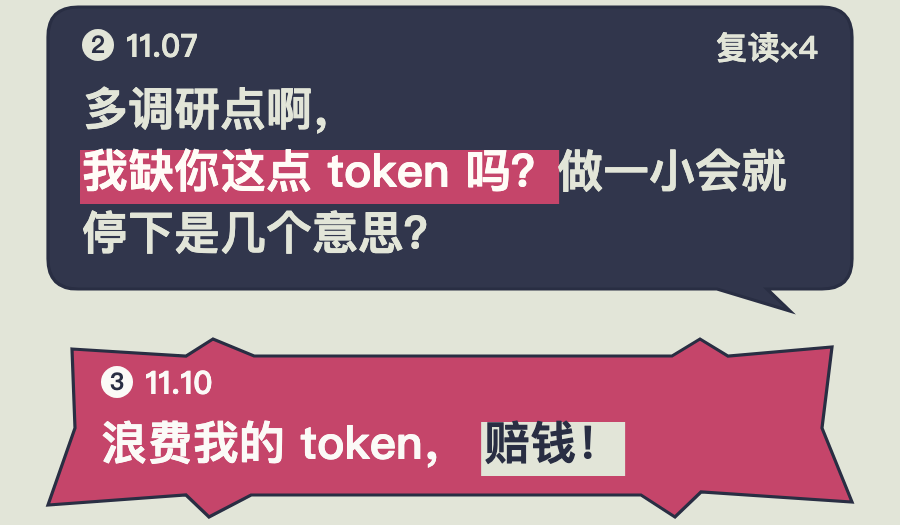 2 11.07 复读×4
多调研点啊，
我缺你这点 token 吗？做一小会就
停下是几个意思？
3 11.10
浪费我的 token， 赔钱！